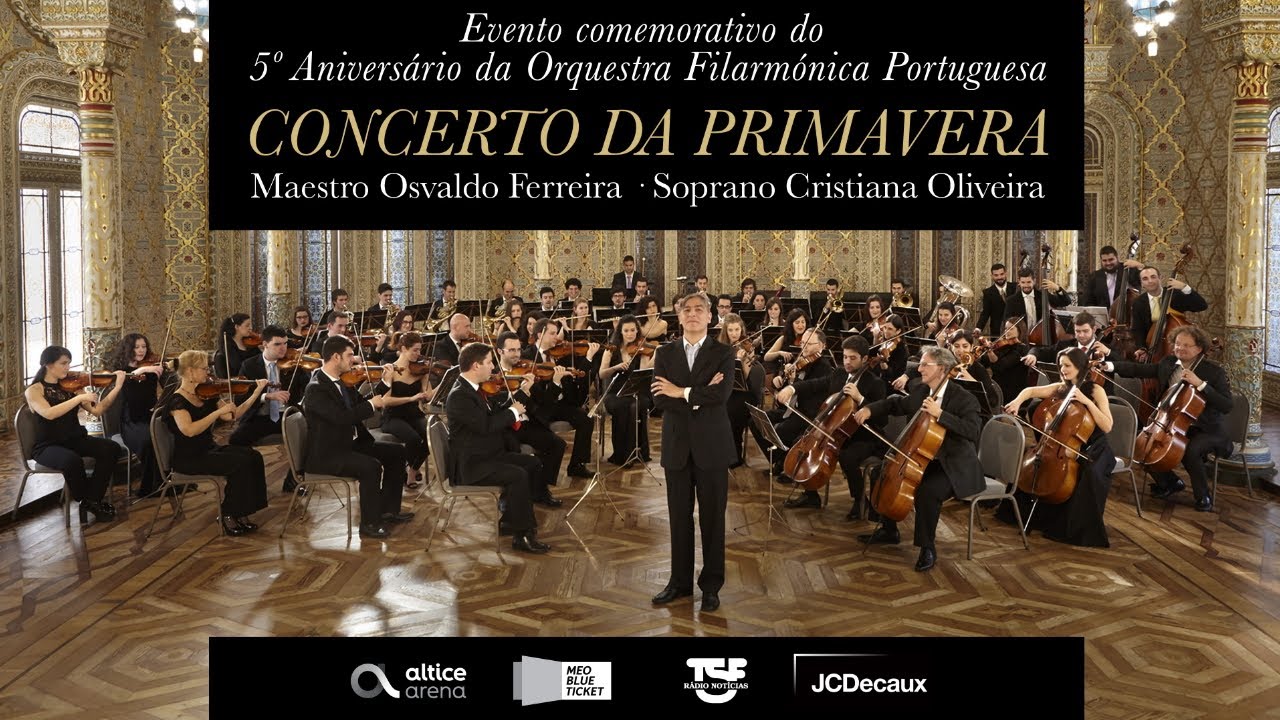 Evento comemorativo do
5º Aniversário da Orquestra Filarmónica Portuguesa
CONCERTO DA PRIMAVERA
Maestro Osvaldo Ferreira · Soprano Cristiana Oliveira
altice
arena
MEO
BLUE
TICKET
TSF
RÁDIO NOTÍCIAS
JCDecaux